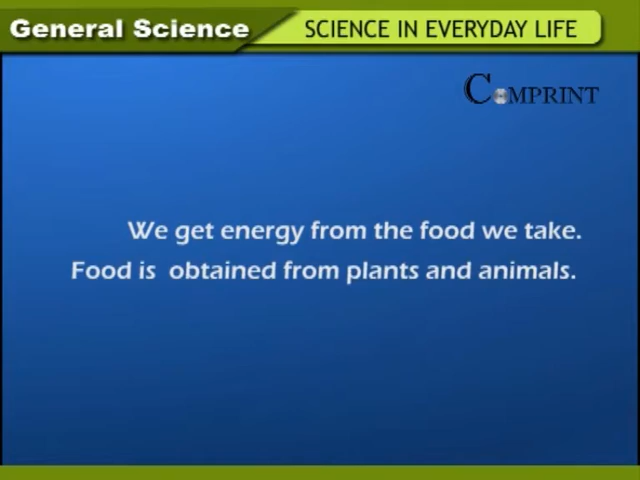 General Science
SCIENCE IN EVERYDAY LIFE
COMPRINT
We get energy from the food we take.
Food is obtained from plants and animals.